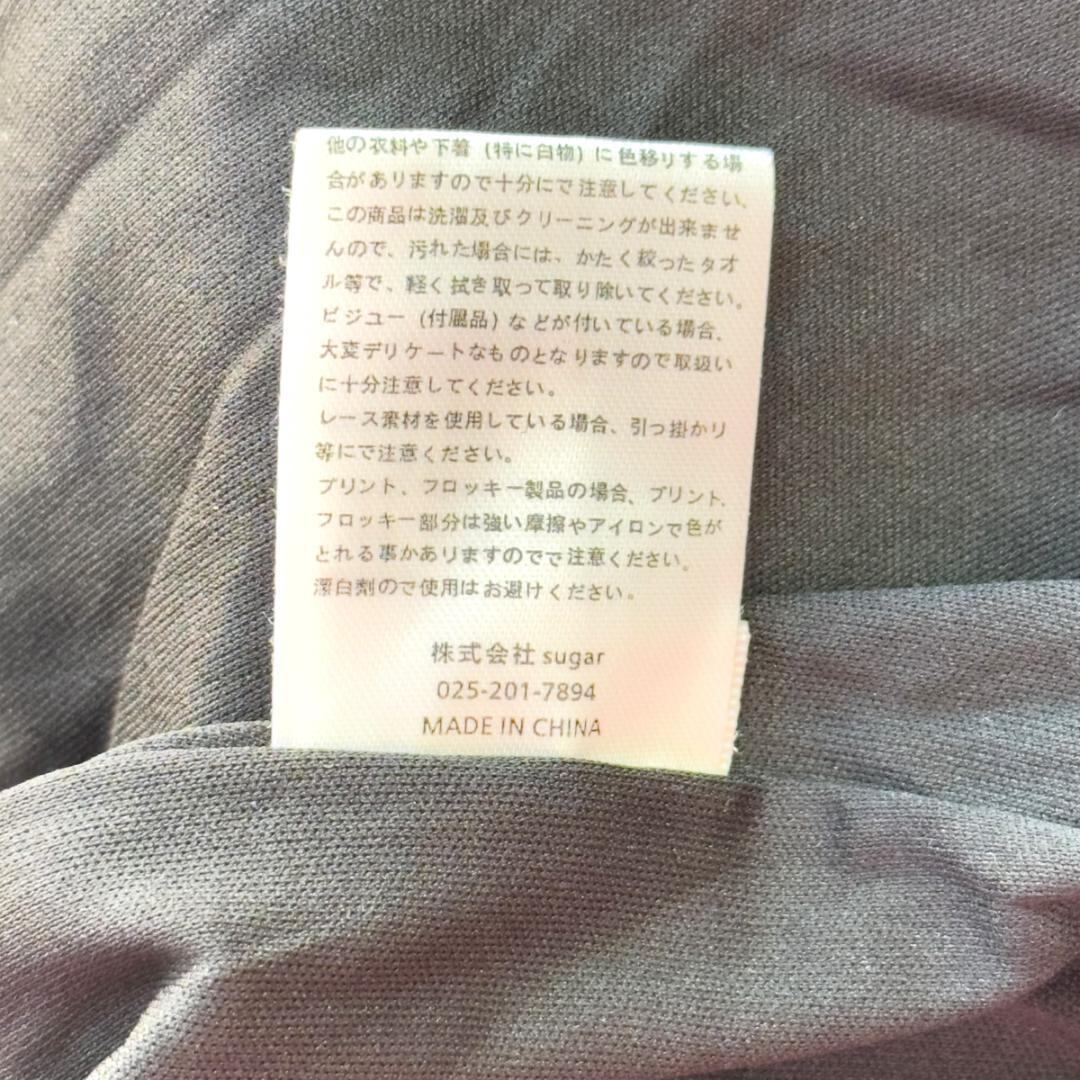 他の衣料や下着 (特に白物) に色移りする場
合がありますので十分にで注意してください、
この商品は洗濯及びクリーニングが出来ませ
んので、汚れた場合には、かたく絞ったタオ
ル等で、軽く拭き取って取り除いてください。
ビジュー (付属品) などが付いている場合、
大変デリケートなものとなりますので取扱い
に十分注意してください。
レース素材を使用している場合、引っ掛かり
等にで注意ください。
プリント、フロッキー製品の場合、プリント、
フロッキー部分は強い摩擦やアイロンで色が
とれる事かありますのでで注意ください。
潔白剤ので使用はお避けください。
株式会社 sugar
025-201-7894
MADE IN CHINA